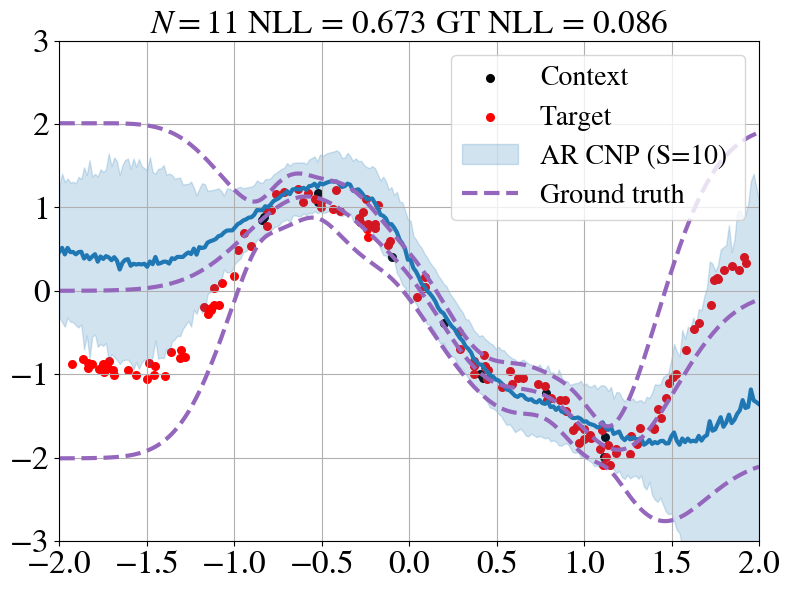 N = 11 NLL = 0.673 GT NLL = 0.086
3
2
1
0
−1
−2
−3
Context
Target
AR CNP (S=10)
Ground truth
−2.0 −1.5 −1.0 −0.5 0.0 0.5 1.0 1.5 2.0